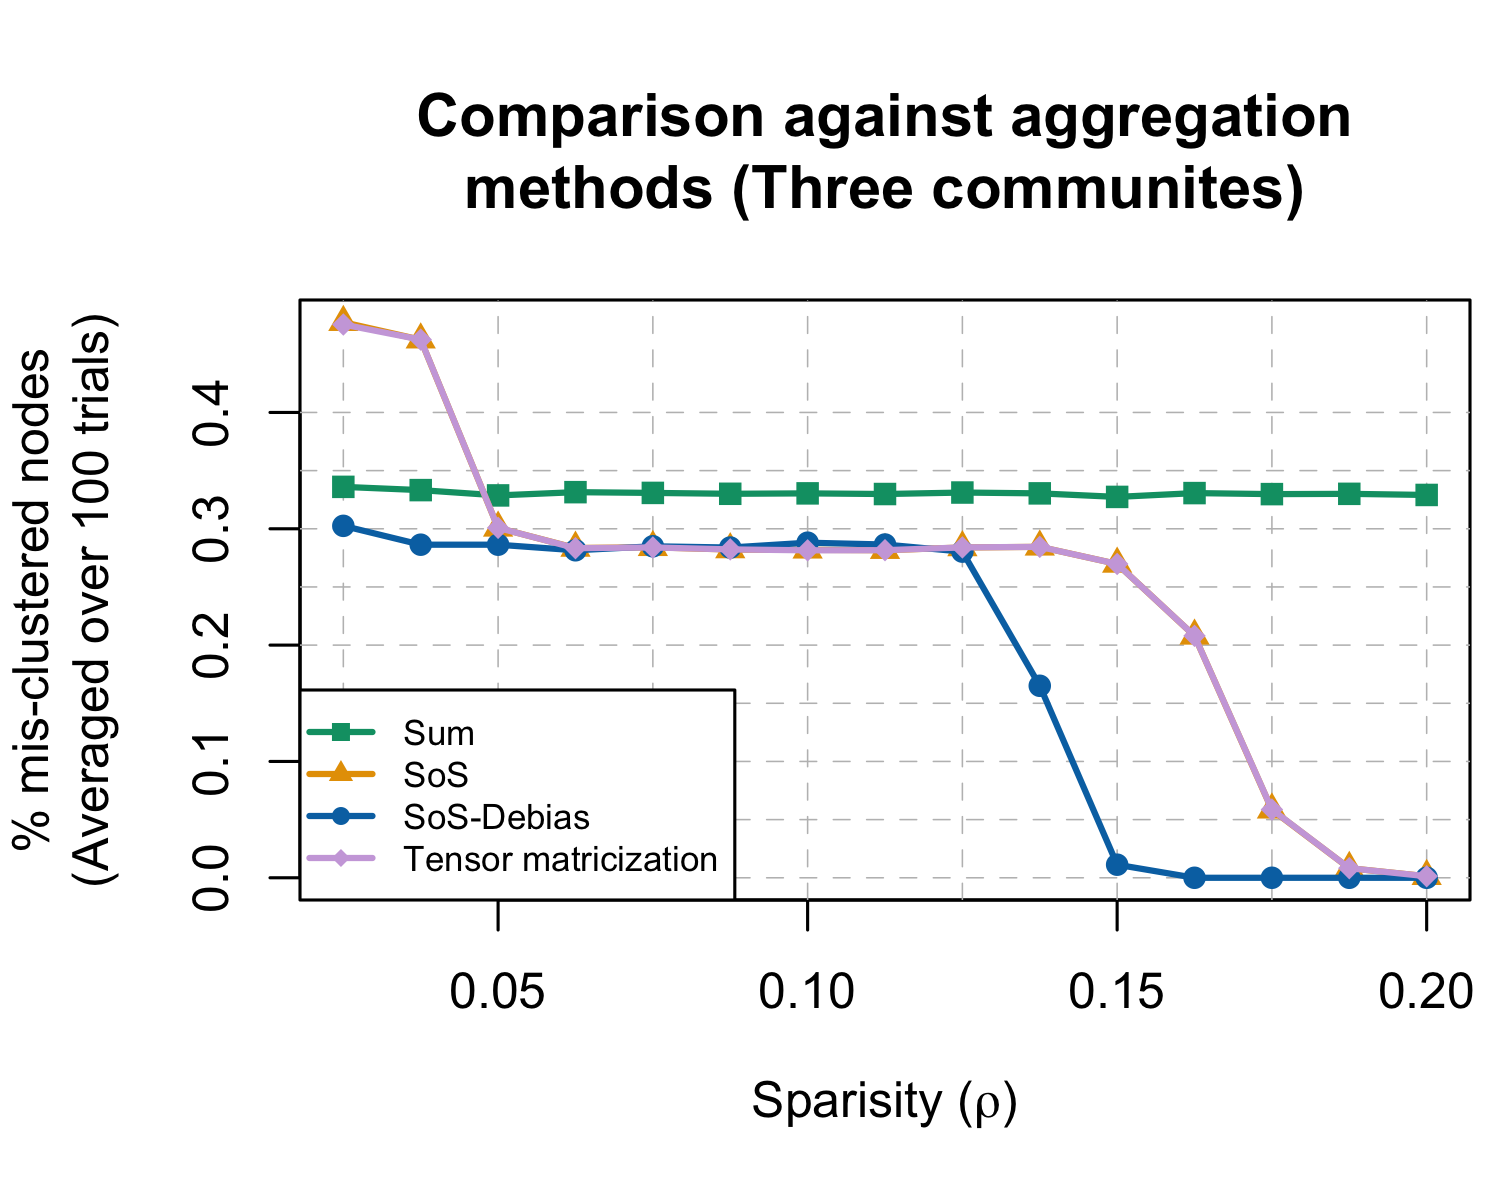 Comparison against aggregation
methods (Three communites)
% mis-clustered nodes
(Averaged over 100 trials)
0.4
0.3
0.2
0.1
0.0
Sum
SoS
SoS-Debias
Tensor matricization
0.05
0.10
0.15
0.20
Sparisity (ρ)